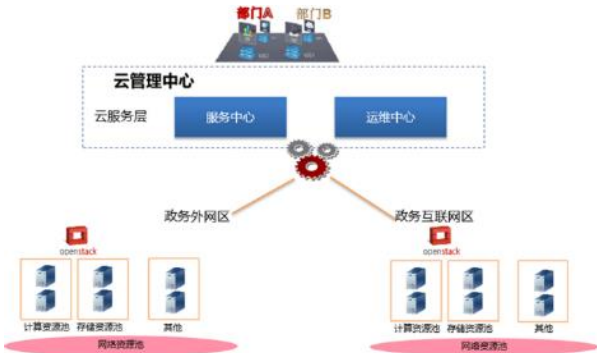 部门A 部门B
云管理中心
云服务层
服务中心
运维中心
政务外网区
政务互联网区
openstack
openstack
计算资源池 存储资源池 其他
计算资源池 存储资源池 其他
网络资源池
网络资源池